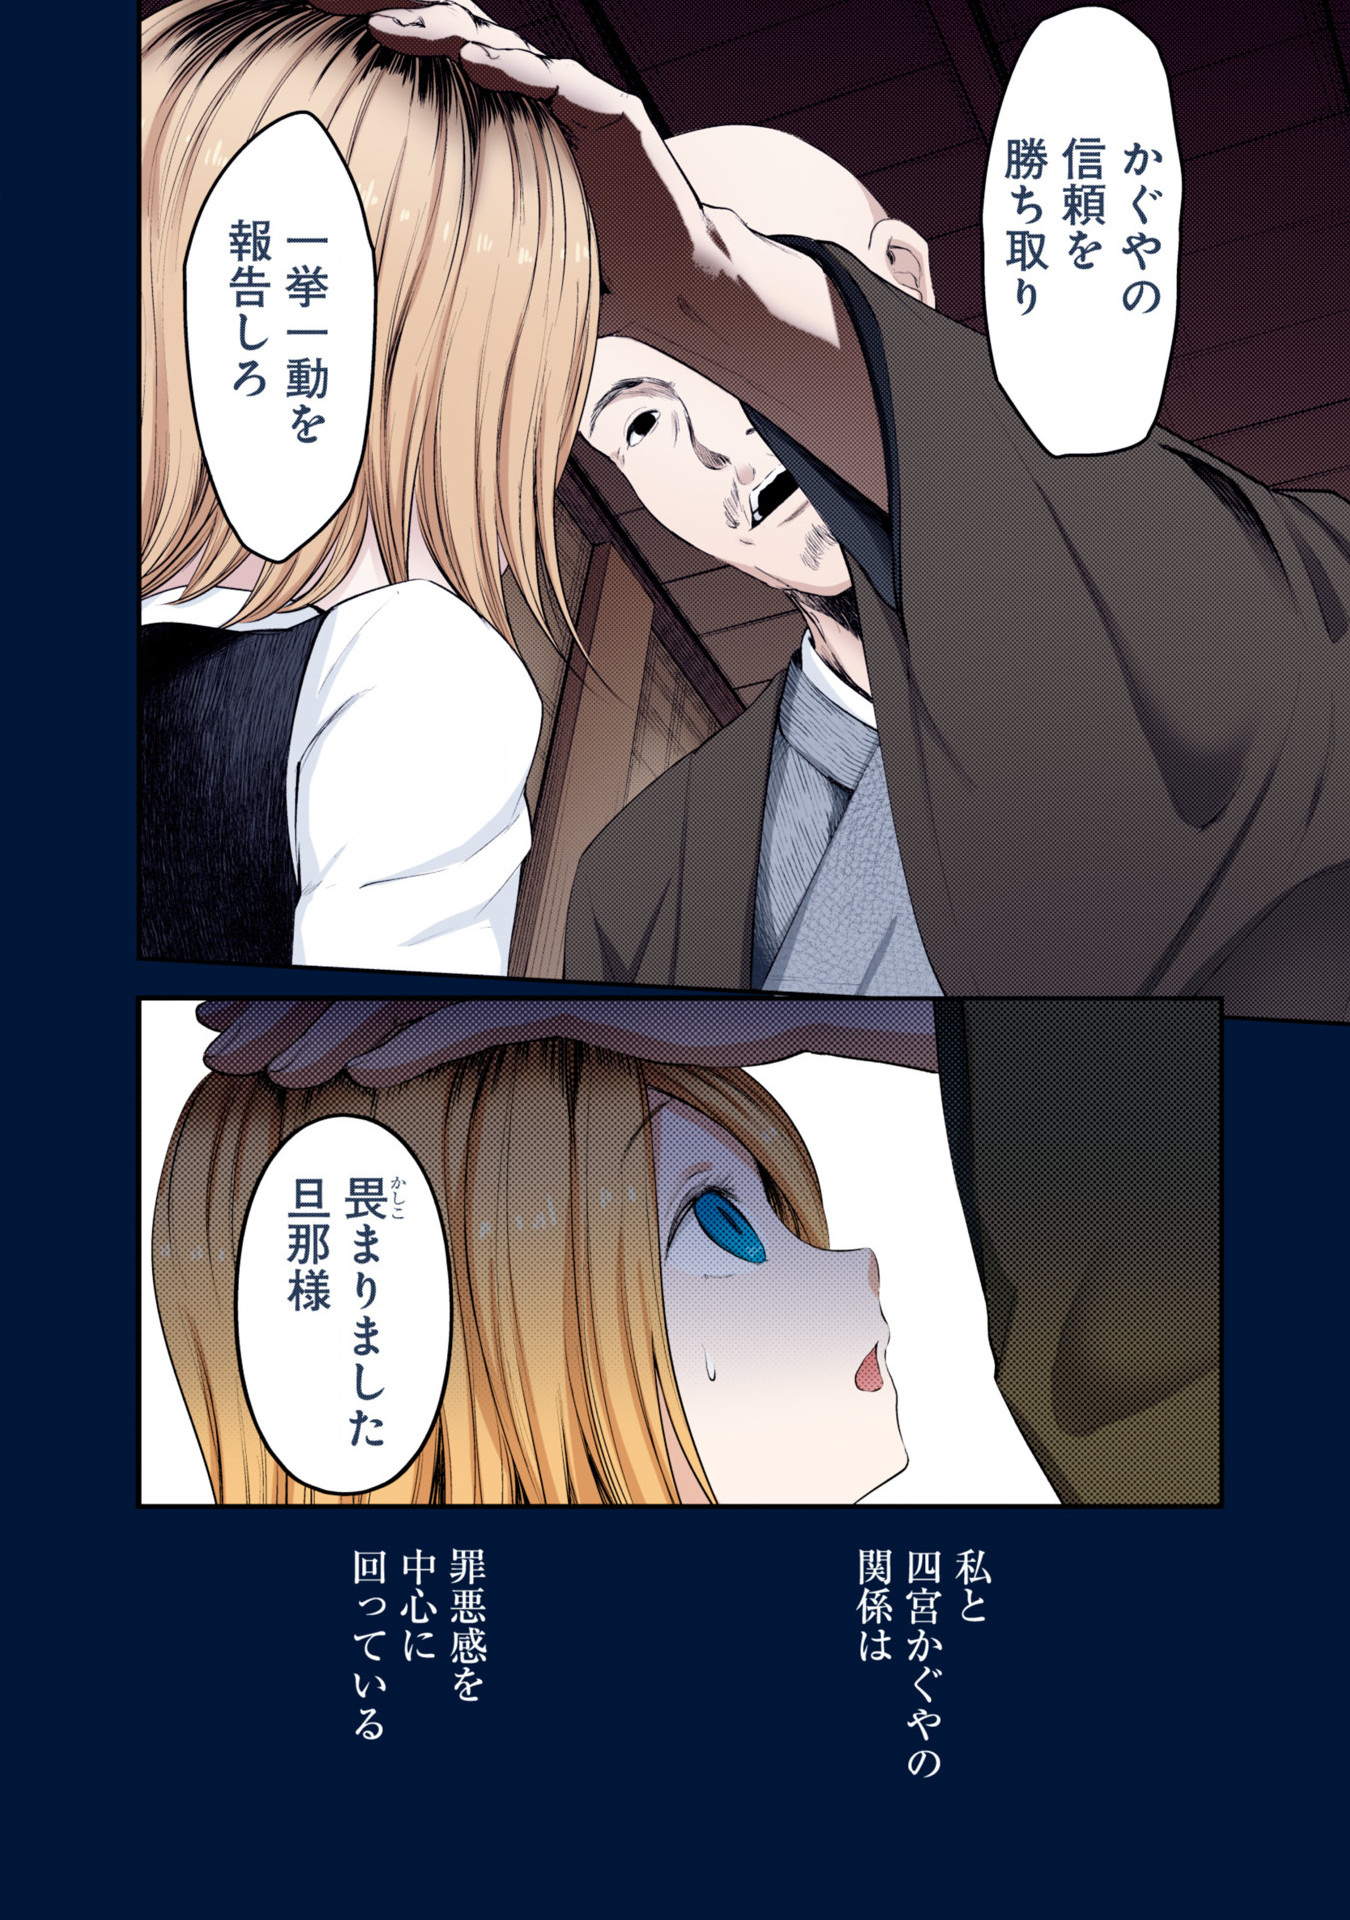 かぐやの
信頼を
勝ち取り
一挙一動を
報告しろ
畏まりました
かしこ
旦那様
私と
四宮かぐやの
関係は
罪悪感を
中心に
回っている